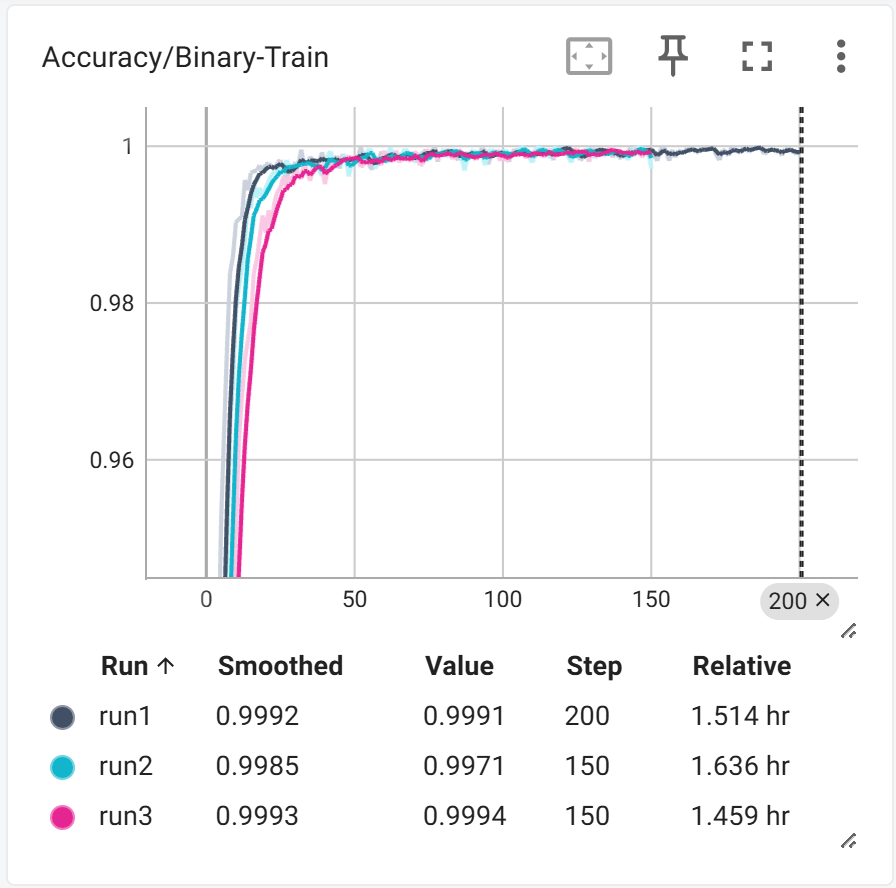 Accuracy/Binary-Train
1
0.98
0.96
0 50 100 150 200 ×
Run ↑ Smoothed Value Step Relative
run1 0.9992 0.9991 200 1.514 hr
run2 0.9985 0.9971 150 1.636 hr
run3 0.9993 0.9994 150 1.459 hr